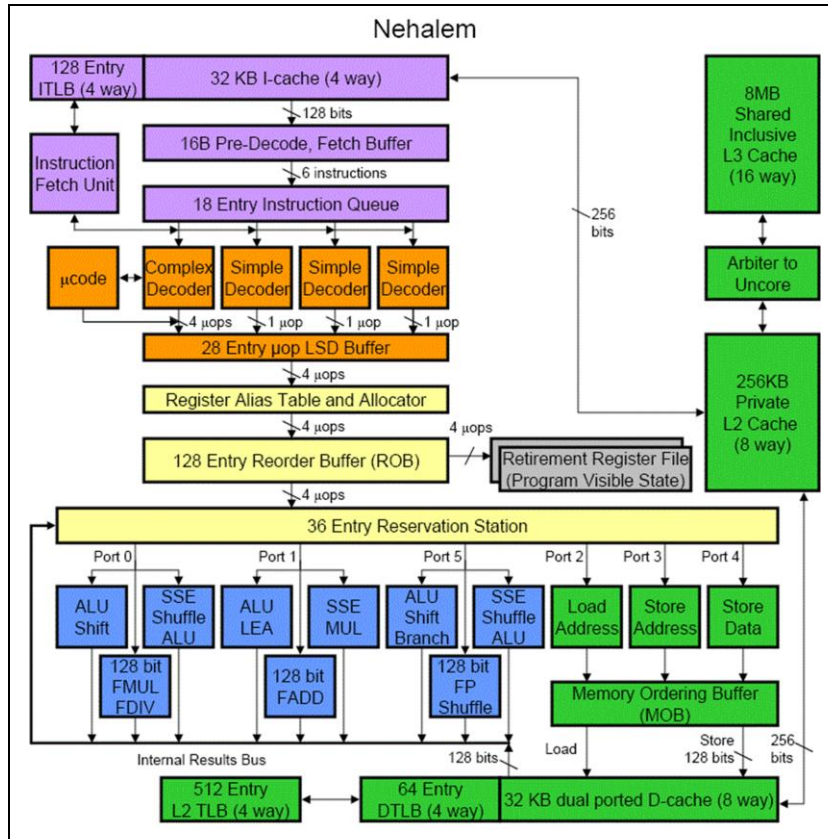 Nehalem
128 Entry
ITLB (4 way)
32 KB I-cache (4 way)
128 bits
Instruction
Fetch Unit
16B Pre-Decode, Fetch Buffer
6 instructions
18 Entry Instruction Queue
8MB
Shared
Inclusive
L3 Cache
(16 way)
256
bits
μcode
Complex
Decoder
Simple
Decoder
Simple
Decoder
Simple
Decoder
Arbiter to
Uncore
4 μops
1 μop
1 μop
1 μop
28 Entry μop LSD Buffer
4 μops
Register Alias Table and Allocator
4 μops
256KB
Private
L2 Cache
(8 way)
128 Entry Reorder Buffer (ROB)
4 μops
Retirement Register File
(Program Visible State)
4 μops
36 Entry Reservation Station
Port 0
Port 1
Port 5
Port 2
Port 3
Port 4
ALU
Shift
SSE
Shuffle
ALU
128 bit
FMUL
FDIV
ALU
LEA
SSE
MUL
128 bit
FADD
ALU
Shift
Branch
SSE
Shuffle
ALU
128 bit
FP
Shuffle
Load
Address
Store
Address
Store
Data
Memory Ordering Buffer
(MOB)
Internal Results Bus
128 bits
Load
Store
128 bits
256
bits
512 Entry
L2 TLB (4 way)
64 Entry
DTLB (4 way)
32 KB dual ported D-cache (8 way)